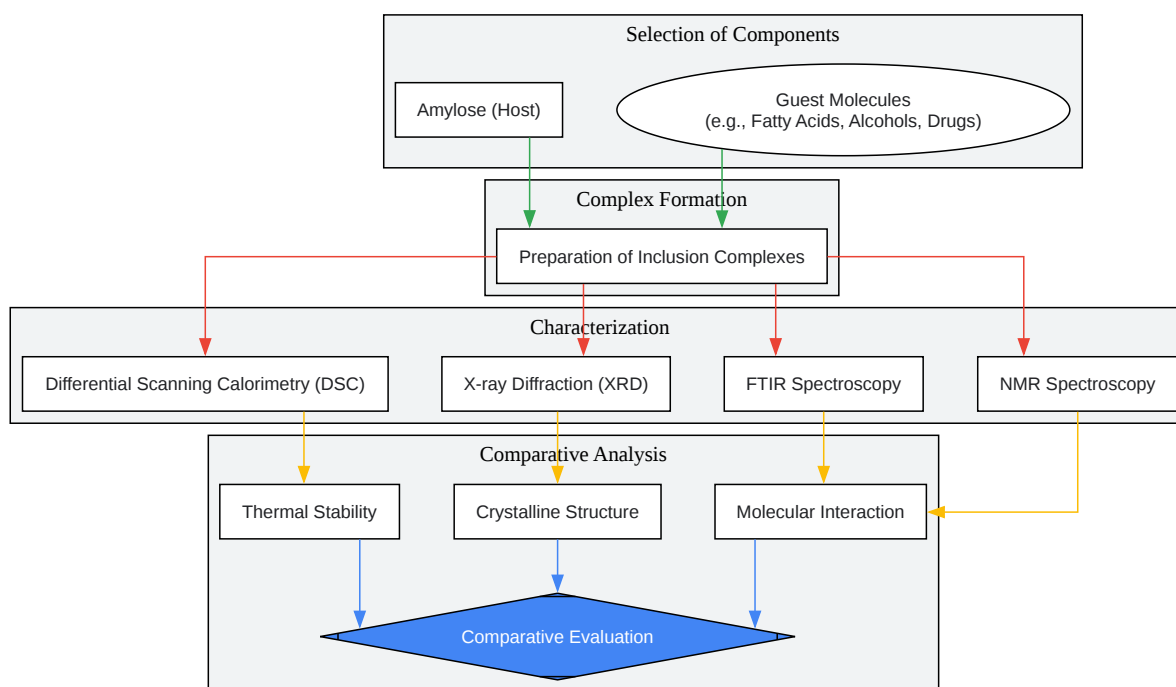 Selection of Components
Amylose (Host)
Guest Molecules
(e.g., Fatty Acids, Alcohols, Drugs)
Complex Formation
Preparation of Inclusion Complexes
Characterization
Differential Scanning Calorimetry (DSC)
X-ray Diffraction (XRD)
FTIR Spectroscopy
NMR Spectroscopy
Comparative Analysis
Thermal Stability
Crystalline Structure
Molecular Interaction
Comparative Evaluation